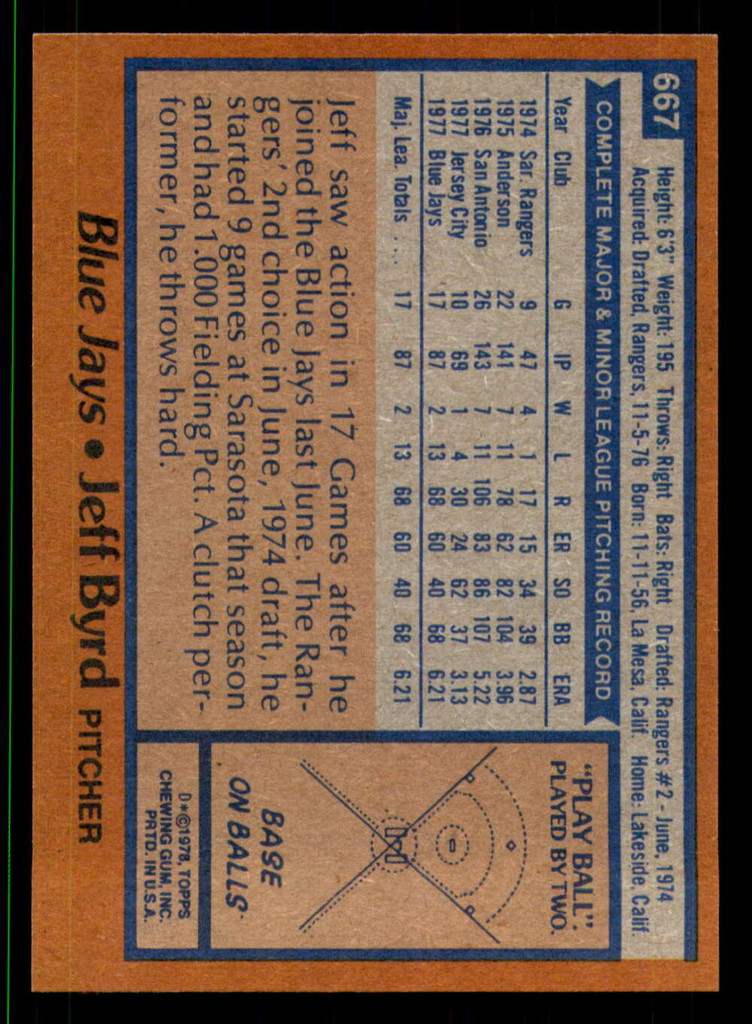 667
Height: 6'3" Weight: 195 Throws: Right Bats: Right Drafted: Rangers #2 - June, 1974
Acquired: Drafted, Rangers, 11-5-76 Born: 11-11-56, La Mesa, Calif. Home: Lakeside, Calif.
COMPLETE MAJOR & MINOR LEAGUE PITCHING RECORD
Year Club G IP W L R ER SO BB ERA
1974 Sar. Rangers 9 47 4 1 17 15 34 39 2.87
1975 Anderson 22 141 7 11 78 62 82 104 3.96
1976 San Antonio 26 143 7 11 106 83 86 107 5.22
1977 Jersey City 10 69 1 4 30 24 62 37 3.13
1977 Blue Jays 17 87 2 13 68 60 40 68 6.21
Maj. Lea. Totals .... 17 87 2 13 68 60 40 68 6.21
Jeff saw action in 17 Games after he
joined the Blue Jays last June. The Ran-
gers' 2nd choice in June, 1974 draft, he
started 9 games at Sarasota that season
and had 1.000 Fielding Pct. A clutch per-
former, he throws hard.
"PLAY BALL"
PLAYED BY TWO.
BASE
ON BALLS
D*©1978, TOPPS
CHEWING GUM, INC.
PRTD. IN U.S.A.
Blue Jays • Jeff Byrd PITCHER